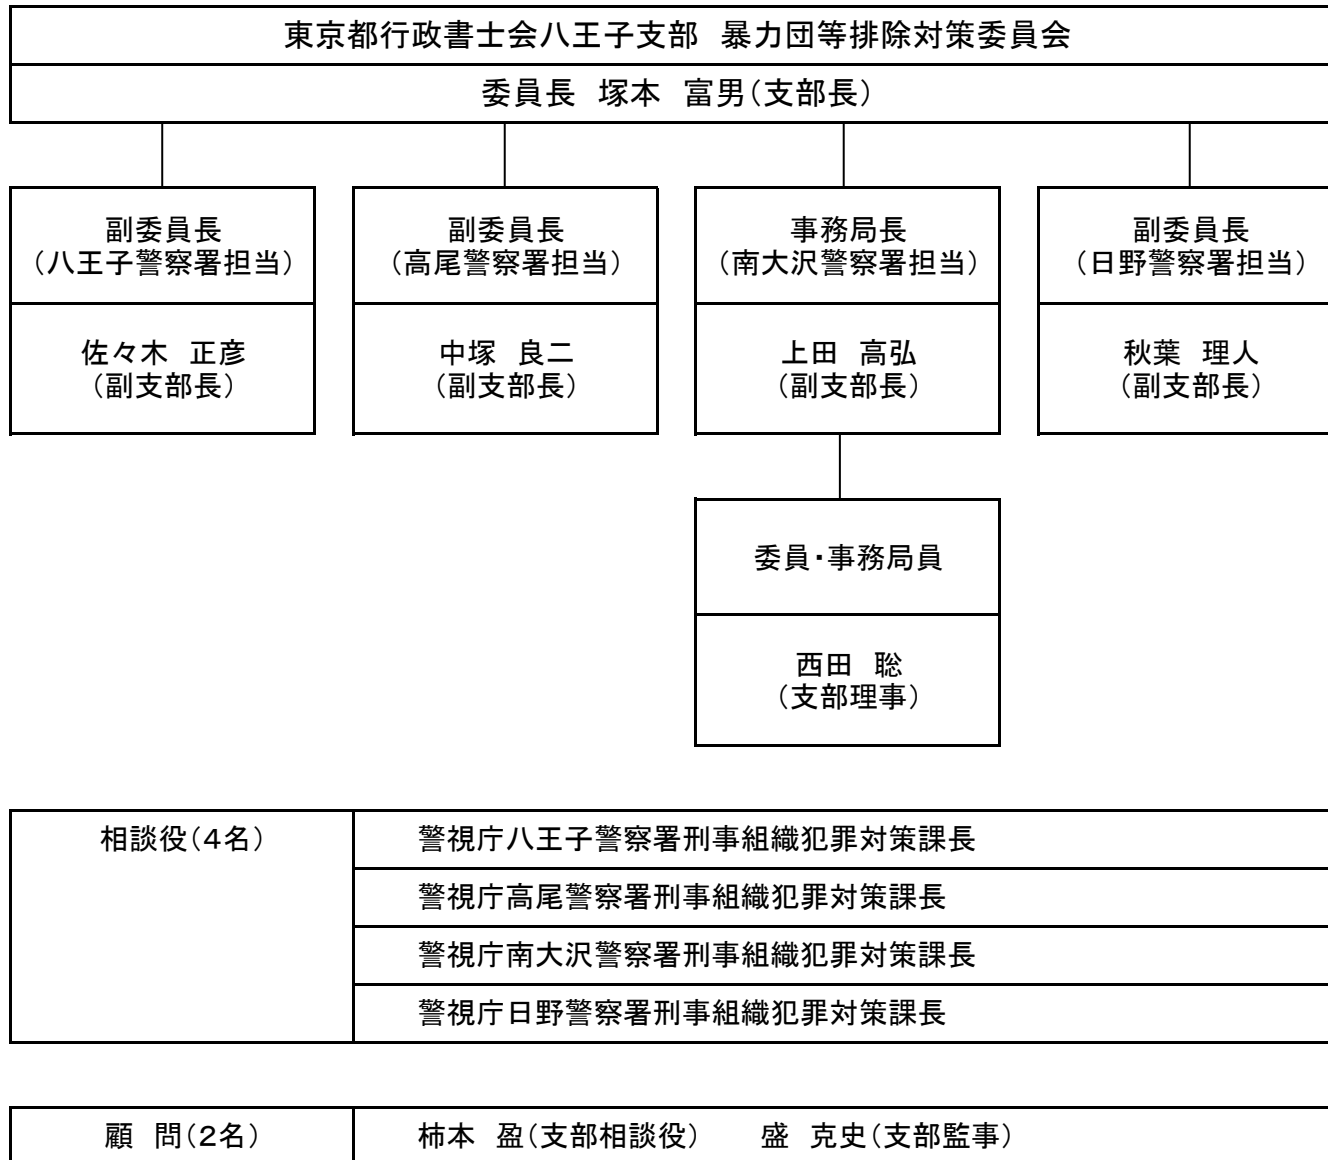 東京都行政書士会八王子支部　暴力団等排除対策委員会
委員長　塚本　富男（支部長）
副委員長
（八王子警察署担当）
佐々木　正彦
（副支部長）
副委員長
（高尾警察署担当）
中塚　良二
（副支部長）
事務局長
（南大沢警察署担当）
上田　高弘
（副支部長）
副委員長
（日野警察署担当）
秋葉　理人
（副支部長）
委員・事務局員
西田　聡
（支部理事）
相談役（4名）
警視庁八王子警察署刑事組織犯罪対策課長
警視庁高尾警察署刑事組織犯罪対策課長
警視庁南大沢警察署刑事組織犯罪対策課長
警視庁日野警察署刑事組織犯罪対策課長
顧　問（2名）
柿本　盈（支部相談役）　　盛　克史（支部監事）